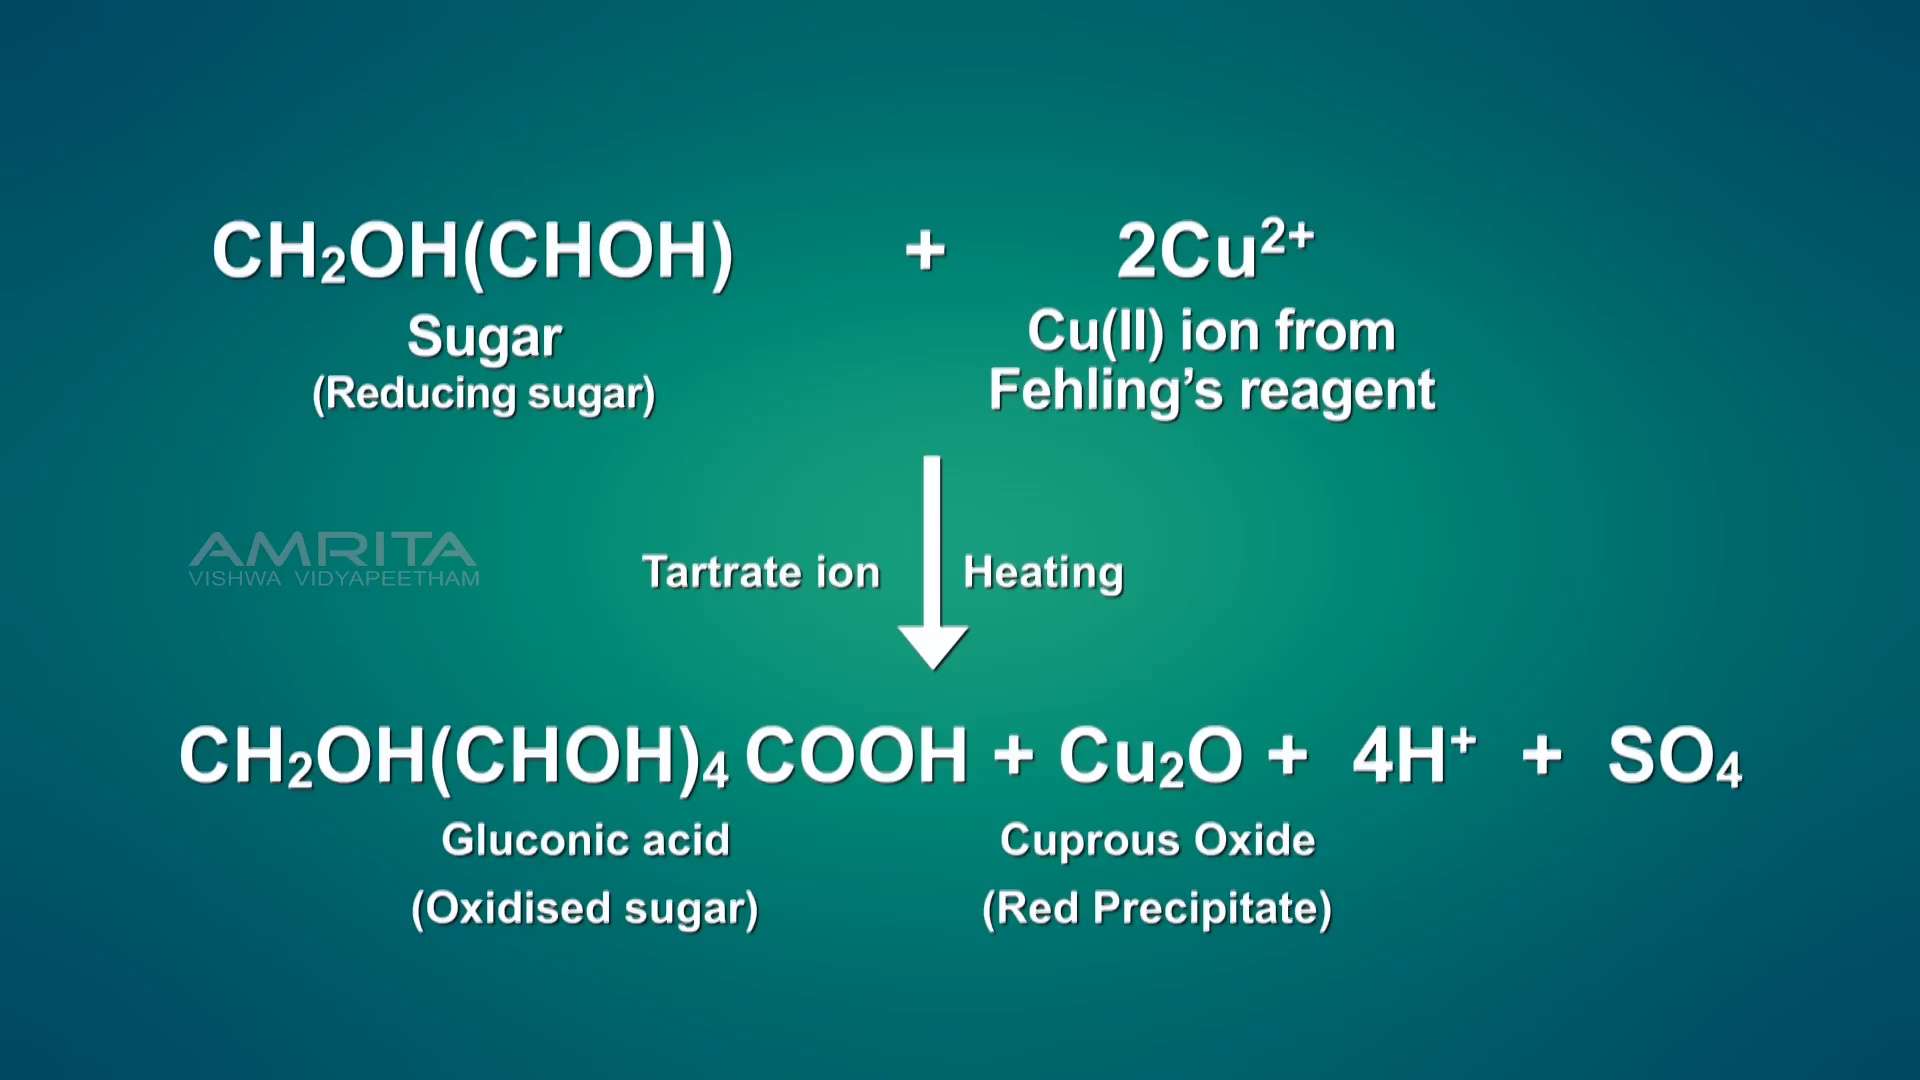 CH₂OH(CHOH) + 2Cu²⁺
Sugar Cu(II) ion from
(Reducing sugar) Fehling’s reagent
AMRITA
VISHWA VIDYAPEETHAM
Tartrate ion Heating
CH₂OH(CHOH)₄ COOH + Cu₂O + 4H⁺ + SO₄
Gluconic acid Cuprous Oxide
(Oxidised sugar) (Red Precipitate)